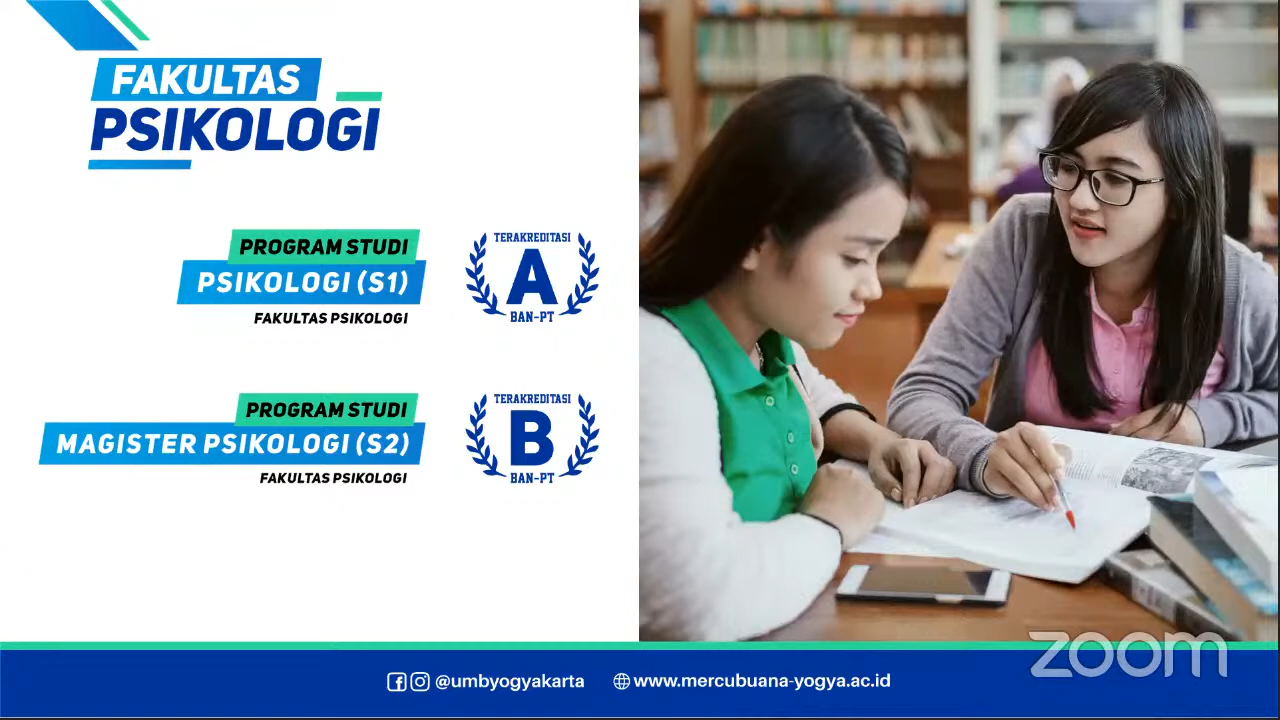 FAKULTAS
PSIKOLOGI
PROGRAM STUDI
PSIKOLOGI (S1)
FAKULTAS PSIKOLOGI
TERAKREDITASI
A
BAN-PT
PROGRAM STUDI
MAGISTER PSIKOLOGI (S2)
FAKULTAS PSIKOLOGI
TERAKREDITASI
B
BAN-PT
@umbyogyakarta
www.mercubuana-yogya.ac.id
zoom